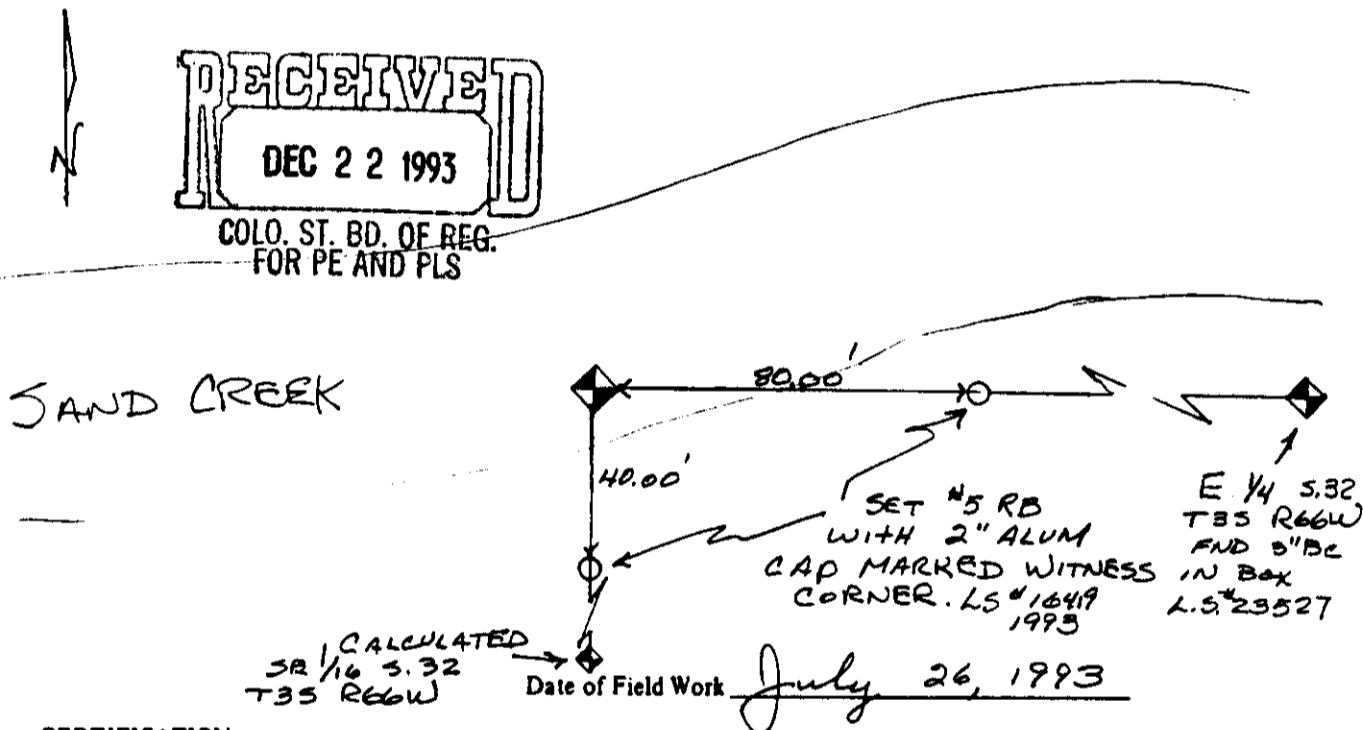 N
RECEIVED
DEC 22 1993
COLO. ST. BD. OF REG.
FOR PE AND PLS
SAND CREEK
80.00'
40.00'
SET #5 RB
WITH 2" ALUM
CAP MARKED WITNESS
CORNER. LS #16419
1993
E 1/4 S.32
T3S R66W
FND 3"BC
IN BOX
L.S.#23527
CALCULATED
SE 1/16 S.32
T3S R66W
Date of Field Work July 26, 1993